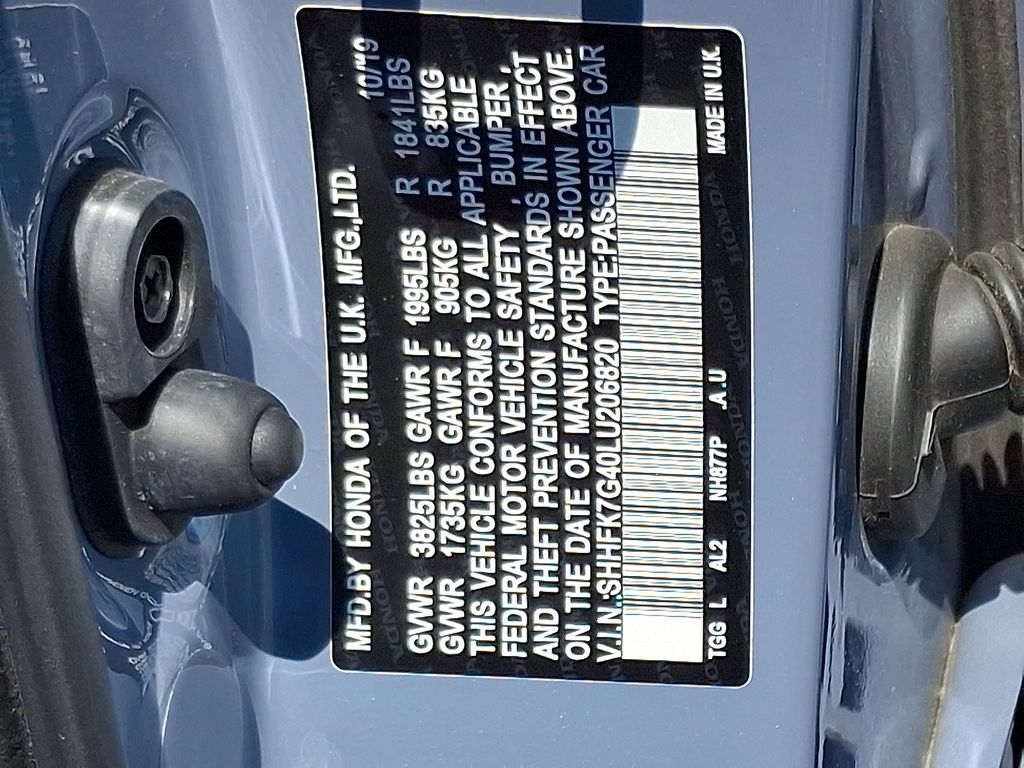 MFD.BY HONDA OF THE U.K. MFG.,LTD. 10/19
GVWR 3825LBS GAWR F 1995LBS R 1841LBS
GVWR 1735KG GAWR F 905KG R 835KG
THIS VEHICLE CONFORMS TO ALL APPLICABLE
FEDERAL MOTOR VEHICLE SAFETY , BUMPER ,
AND THEFT PREVENTION STANDARDS IN EFFECT
ON THE DATE OF MANUFACTURE SHOWN ABOVE.
V.I.N.:SHHFK7G40LU206820 TYPE:PASSENGER CAR
TGG L AL2 NH877P .A.U MADE IN U.K.